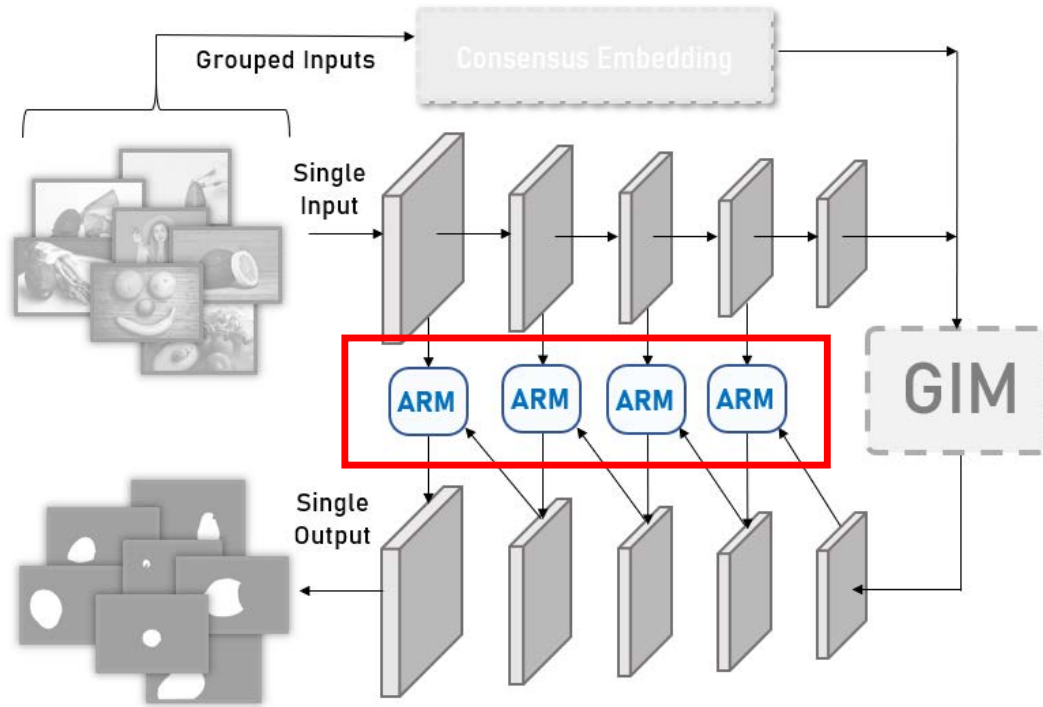 Grouped Inputs
Consensus Embedding
Single
Input
ARM
ARM
ARM
ARM
GIM
Single
Output